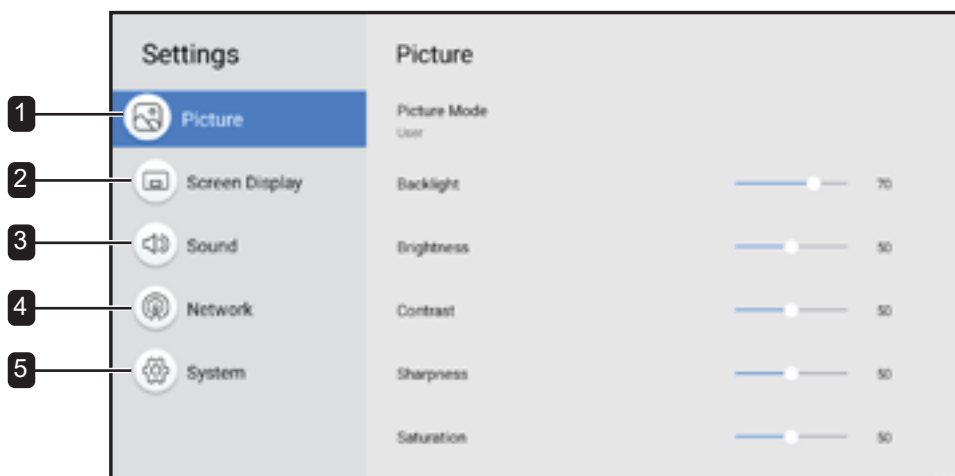 Settings
1 Picture
2 Screen Display
3 Sound
4 Network
5 System
Picture
Picture Mode
User
Backlight 70
Brightness 50
Contrast 50
Sharpness 50
Saturation 50